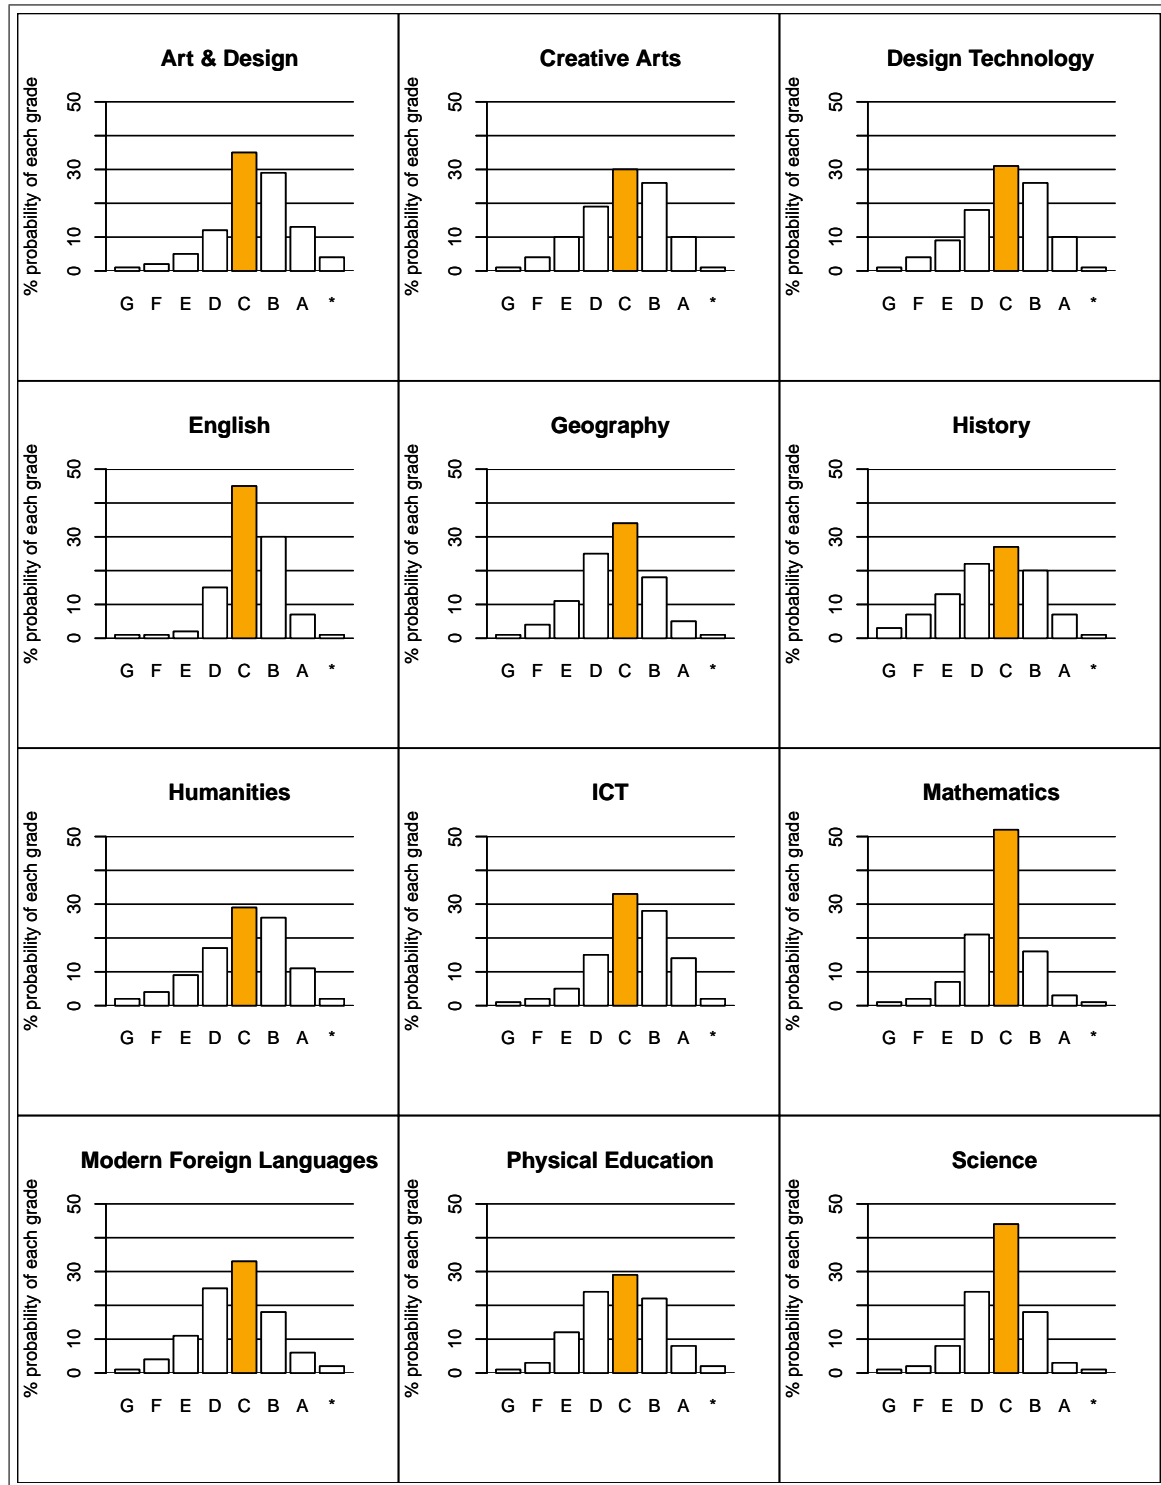 Art & Design
% probability of each grade
50
30
10
0
G F E D C B A *
Creative Arts
% probability of each grade
50
30
10
0
G F E D C B A *
Design Technology
% probability of each grade
50
30
10
0
G F E D C B A *
English
% probability of each grade
50
30
10
0
G F E D C B A *
Geography
% probability of each grade
50
30
10
0
G F E D C B A *
History
% probability of each grade
50
30
10
0
G F E D C B A *
Humanities
% probability of each grade
50
30
10
0
G F E D C B A *
ICT
% probability of each grade
50
30
10
0
G F E D C B A *
Mathematics
% probability of each grade
50
30
10
0
G F E D C B A *
Modern Foreign Languages
% probability of each grade
50
30
10
0
G F E D C B A *
Physical Education
% probability of each grade
50
30
10
0
G F E D C B A *
Science
% probability of each grade
50
30
10
0
G F E D C B A *